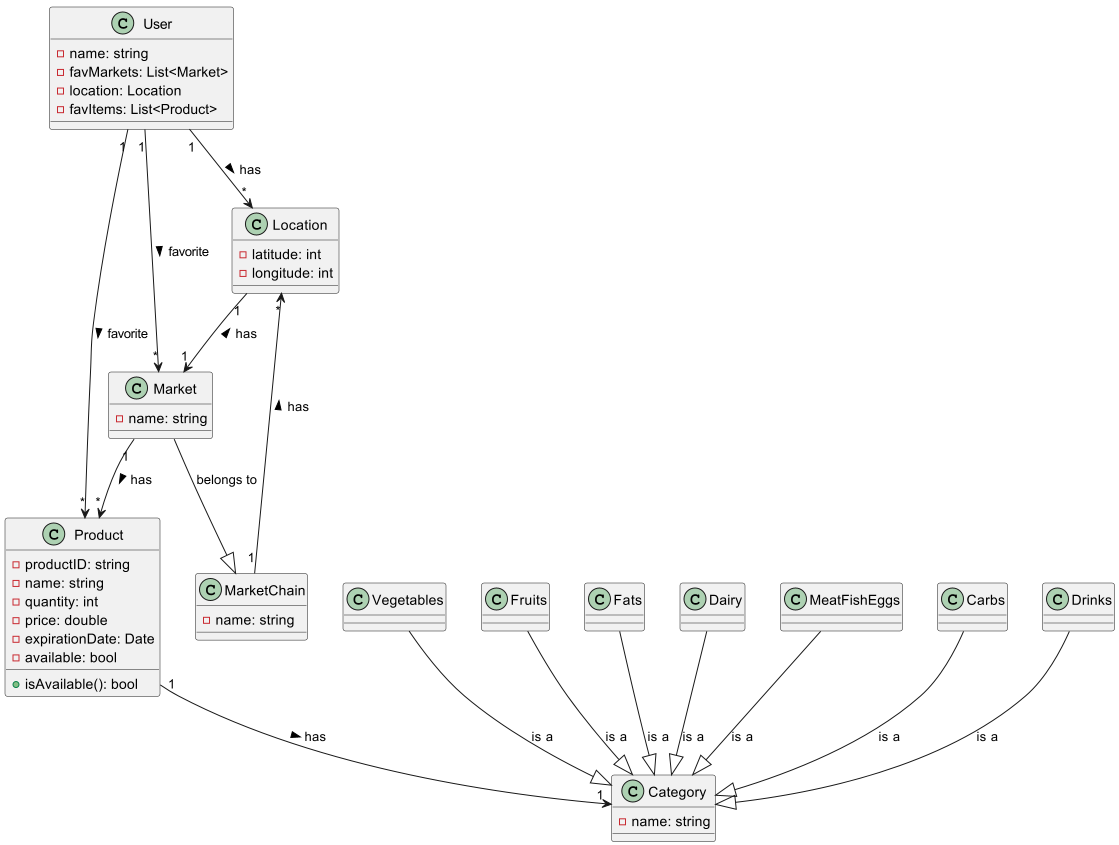 C User
name: string
favMarkets: List<Market>
location: Location
favItems: List<Product>
1
1
1
has
*
C Location
latitude: int
longitude: int
favorite
1
*
favorite
has
has
*
1
C Market
name: string
1
belongs to
has
*
*
C Product
productID: string
name: string
quantity: int
price: double
expirationDate: Date
available: bool
isAvailable(): bool
1
C MarketChain
name: string
C Vegetables
C Fruits
C Fats
C Dairy
C MeatFishEggs
C Carbs
C Drinks
1
has
is a
is a
is a
is a
is a
is a
is a
1
C Category
name: string